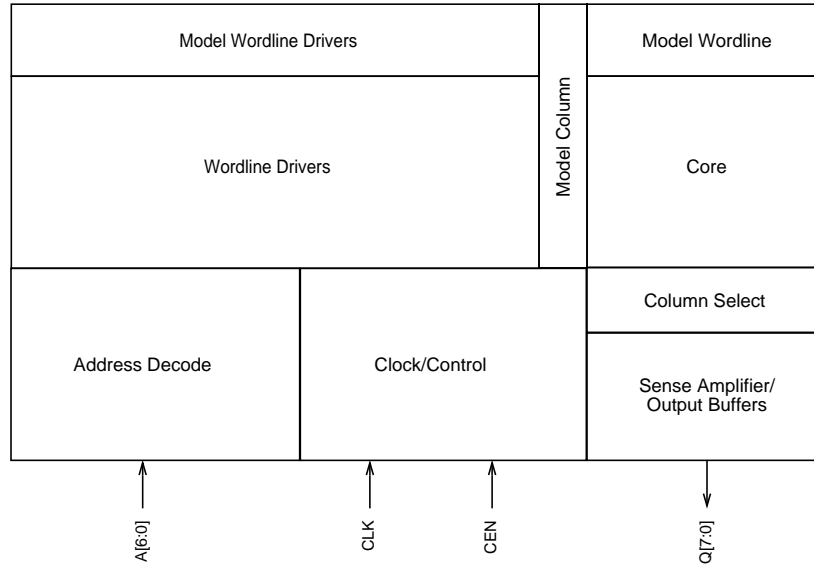 Model Wordline Drivers
Model Column
Model Wordline
Wordline Drivers
Core
Column Select
Address Decode
Clock/Control
Sense Amplifier/
Output Buffers
A[6:0]
CLK
CEN
Q[7:0]